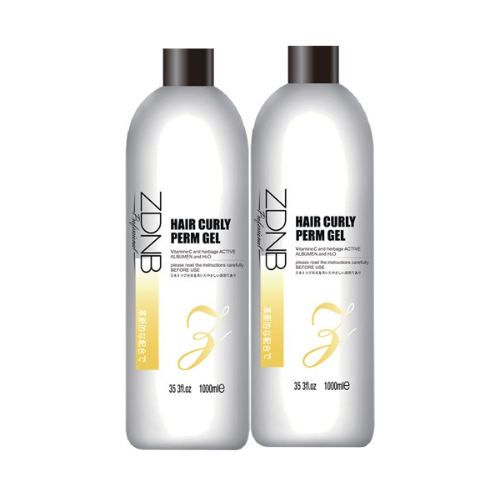 ZDNB
Professional
HAIR CURLY
PERM GEL
Vitamine C and herbage ACTIVE
ALBUMEN and H2O
please read the instructions carefully
BEFORE USE
35 3fl.oz 1000ml℮
ZDNB
Professional
HAIR CURLY
PERM GEL
Vitamine C and herbage ACTIVE
ALBUMEN and H2O
please read the instructions carefully
BEFORE USE
35 3fl.oz 1000ml℮